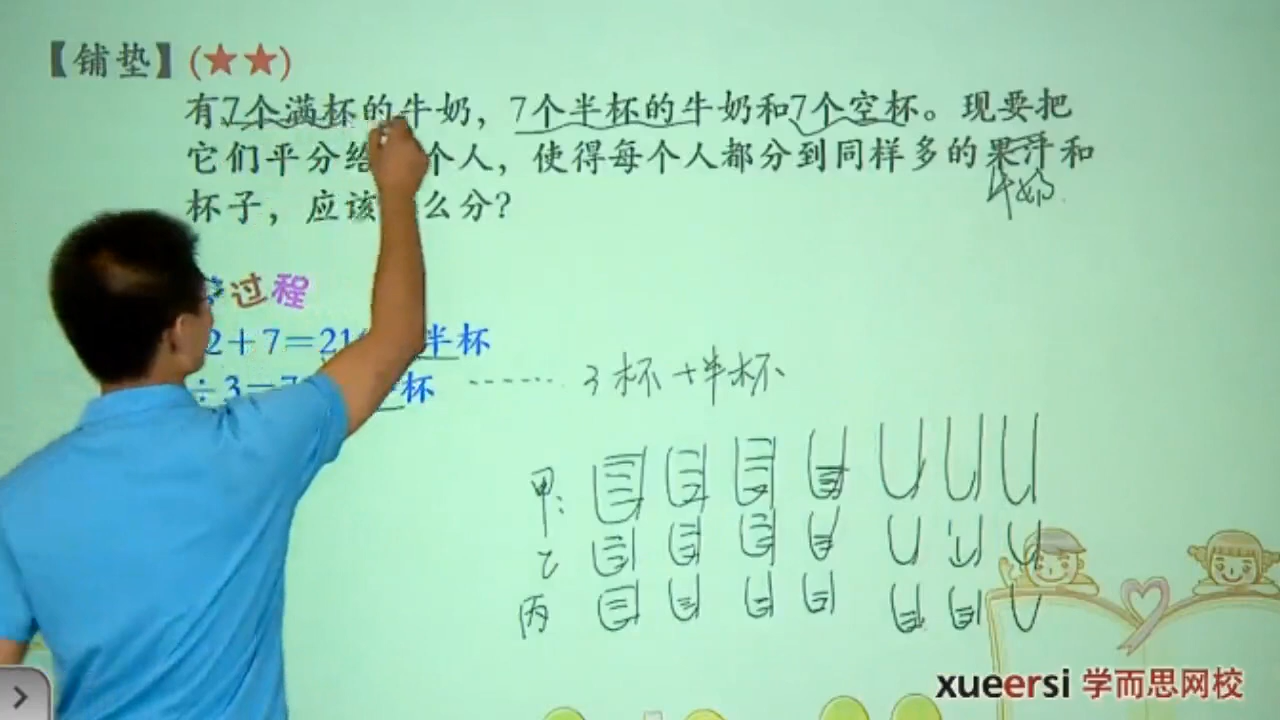 【铺垫】(★★)
有7个满杯的牛奶，7个半杯的牛奶和7个空杯。现要把
它们平分给 个人，使得每个人都分到同样多的果汁和
牛奶
杯子，应该 么分？
过程
2+7=21 半杯
÷3=7 杯 3杯+半杯
甲：
乙
丙
xueersi 学而思网校